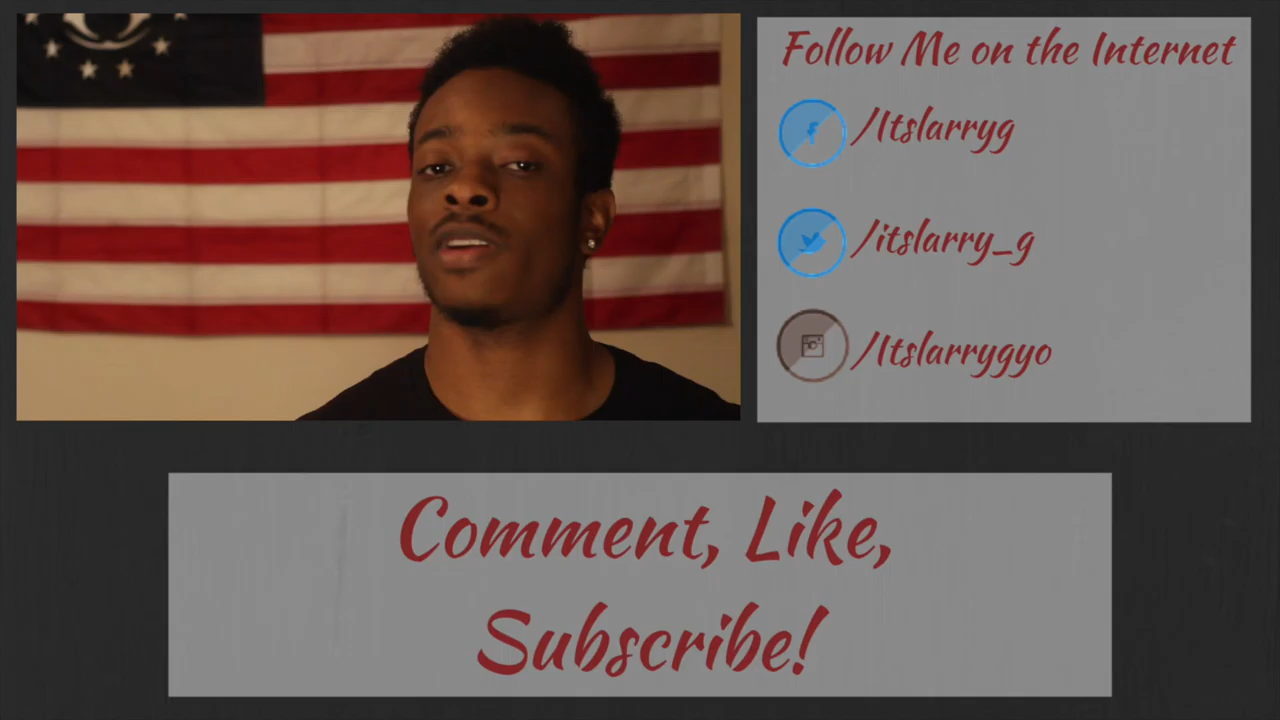 Follow Me on the Internet
/Itslarryg
/itslarry_g
/Itslarrygyo
Comment, Like,
Subscribe!